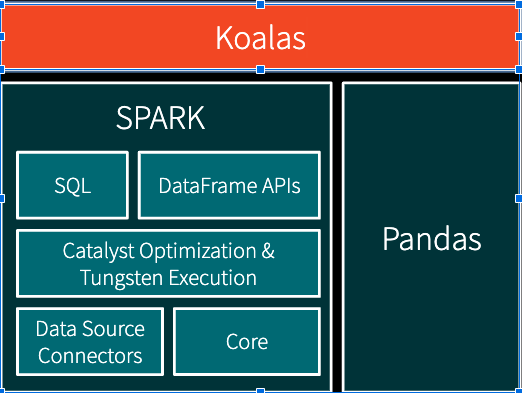 Koalas
SPARK
SQL
DataFrame APIs
Catalyst Optimization &
Tungsten Execution
Data Source
Connectors
Core
Pandas